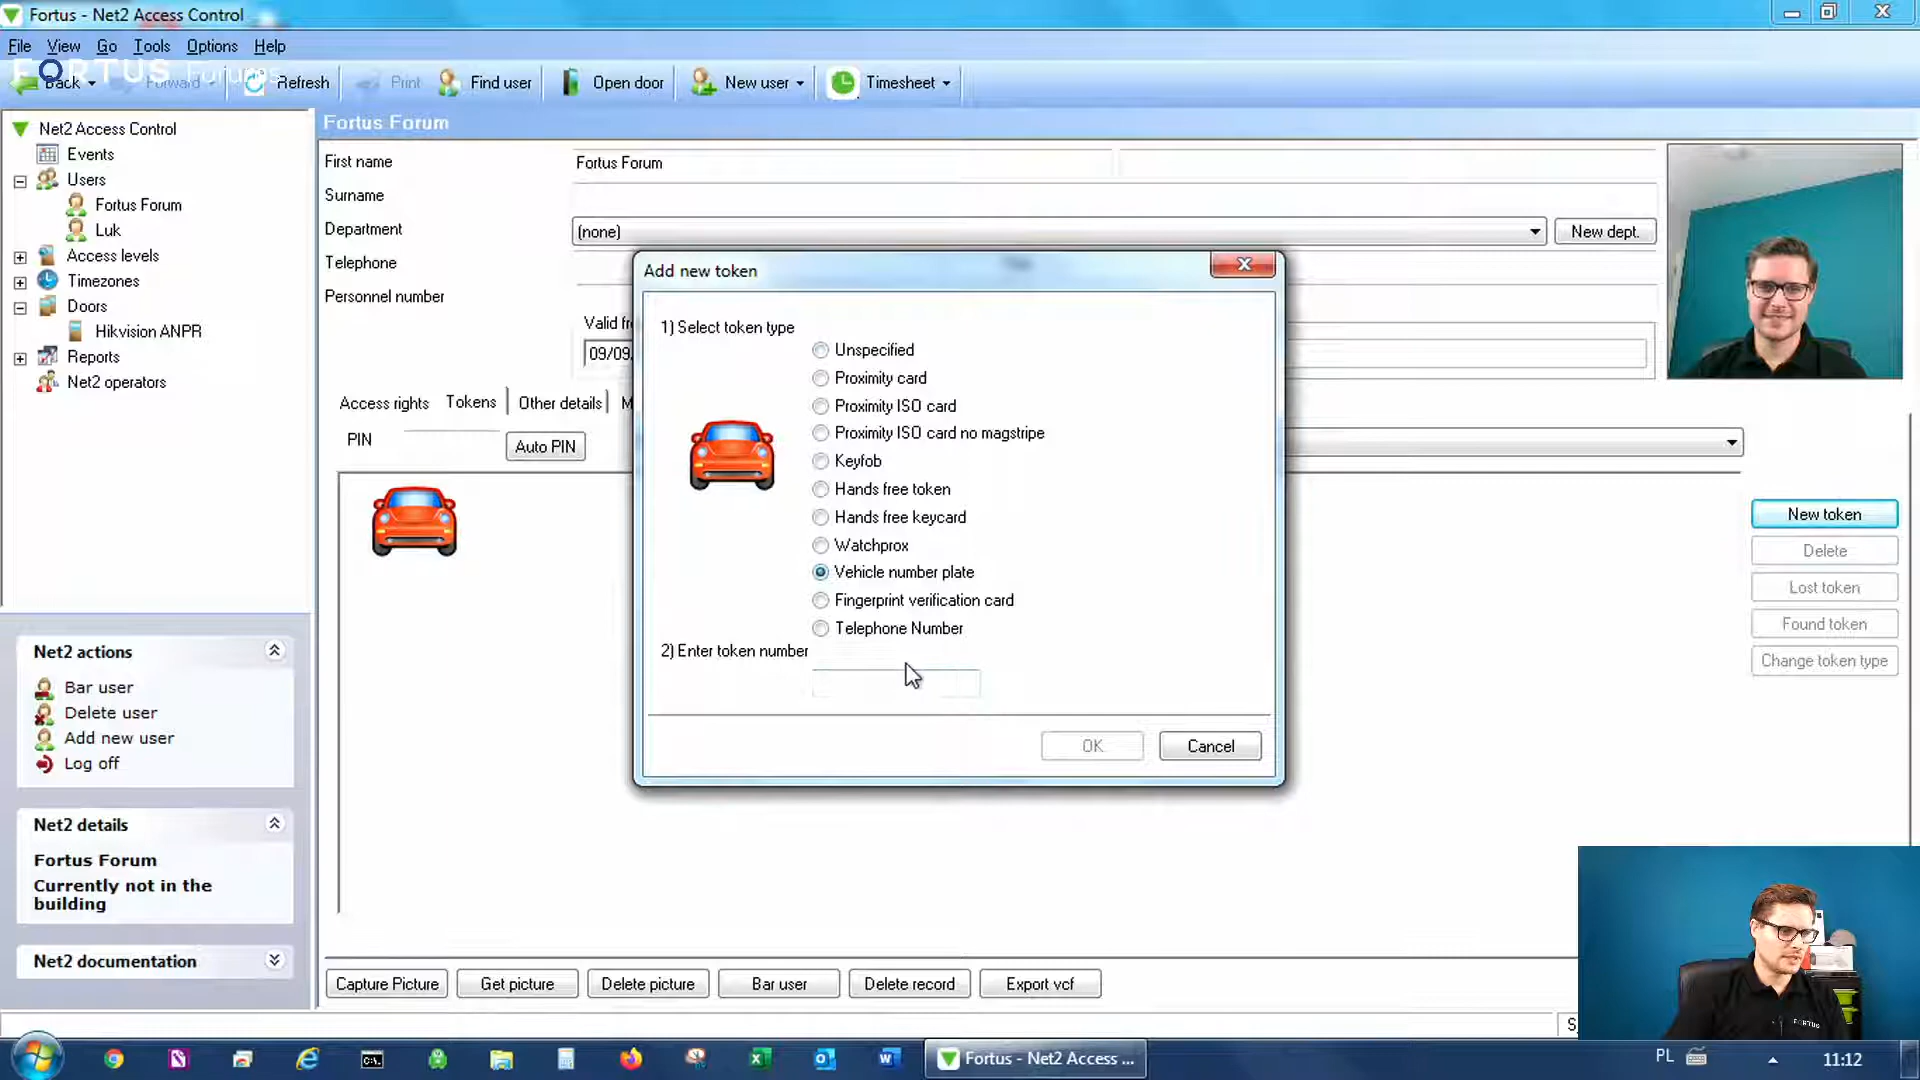 Fortus - Net2 Access Control
File View Go Tools Options Help
FORTUS Forums
Back Forward Refresh Print Find user Open door New user Timesheet
Net2 Access Control
Events
Users
Fortus Forum
Luk
Access levels
Timezones
Doors
Hikvision ANPR
Reports
Net2 operators
Net2 actions
Bar user
Delete user
Add new user
Log off
Net2 details
Fortus Forum
Currently not in the
building
Net2 documentation
Fortus Forum
First name Fortus Forum
Surname
Department (none) New dept.
Telephone
Personnel number
Valid fr
09/09
Access rights Tokens Other details M
PIN Auto PIN
New token
Delete
Lost token
Found token
Change token type
Add new token
1) Select token type
Unspecified
Proximity card
Proximity ISO card
Proximity ISO card no magstripe
Keyfob
Hands free token
Hands free keycard
Watchprox
Vehicle number plate
Fingerprint verification card
Telephone Number
2) Enter token number
OK Cancel
Capture Picture Get picture Delete picture Bar user Delete record Export vcf
S
FORTUS
Fortus - Net2 Access ...
PL 11:12